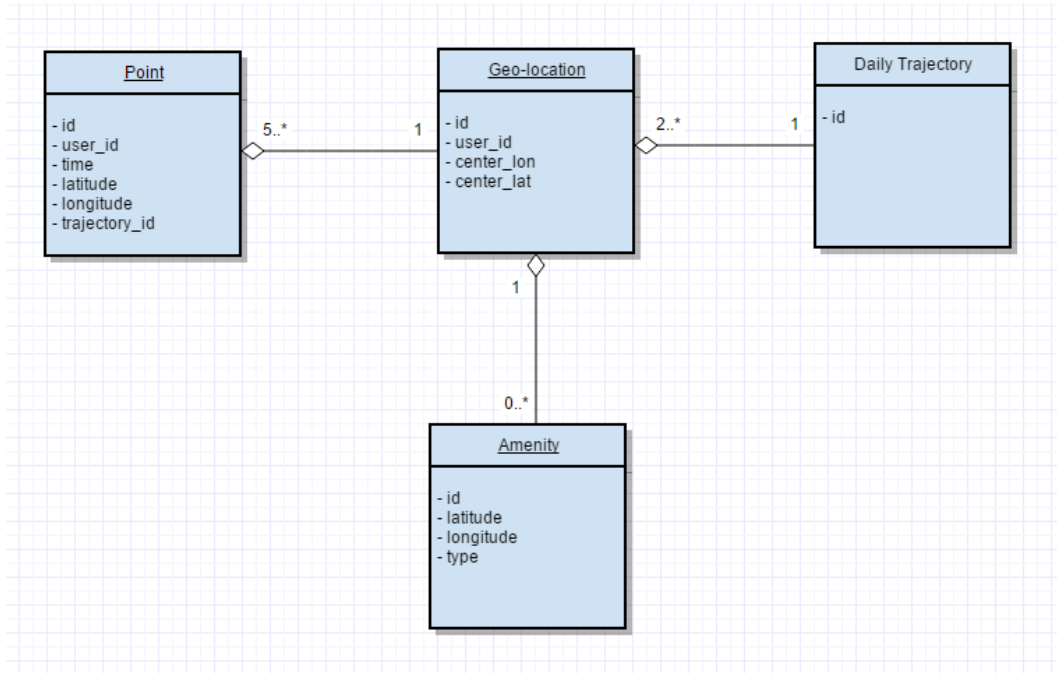 Point
- id
- user_id
- time
- latitude
- longitude
- trajectory_id
5..*
1
Geo-location
- id
- user_id
- center_lon
- center_lat
2..*
1
Daily Trajectory
- id
1
0..*
Amenity
- id
- latitude
- longitude
- type